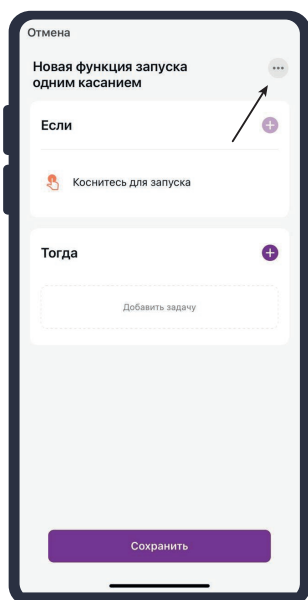 Отмена
Новая функция запуска
одним касанием
Если
Коснитесь для запуска
Тогда
Добавить задачу
Сохранить